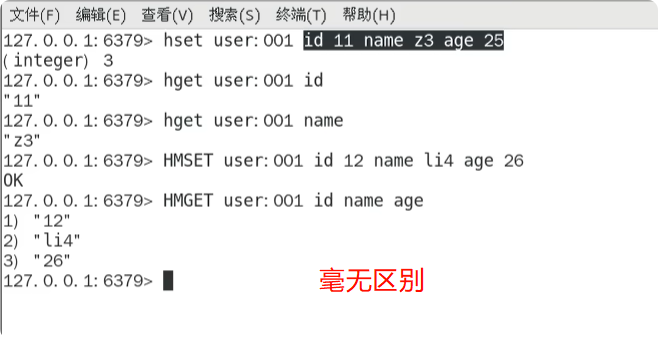 文件(F) 编辑(E) 查看(V) 搜索(S) 终端(T) 帮助(H)
127.0.0.1:6379> hset user:001 id 11 name z3 age 25
(integer) 3
127.0.0.1:6379> hget user:001 id
"11"
127.0.0.1:6379> hget user:001 name
"z3"
127.0.0.1:6379> HMSET user:001 id 12 name li4 age 26
OK
127.0.0.1:6379> HMGET user:001 id name age
1) "12"
2) "li4"
3) "26"
127.0.0.1:6379>
毫无区别